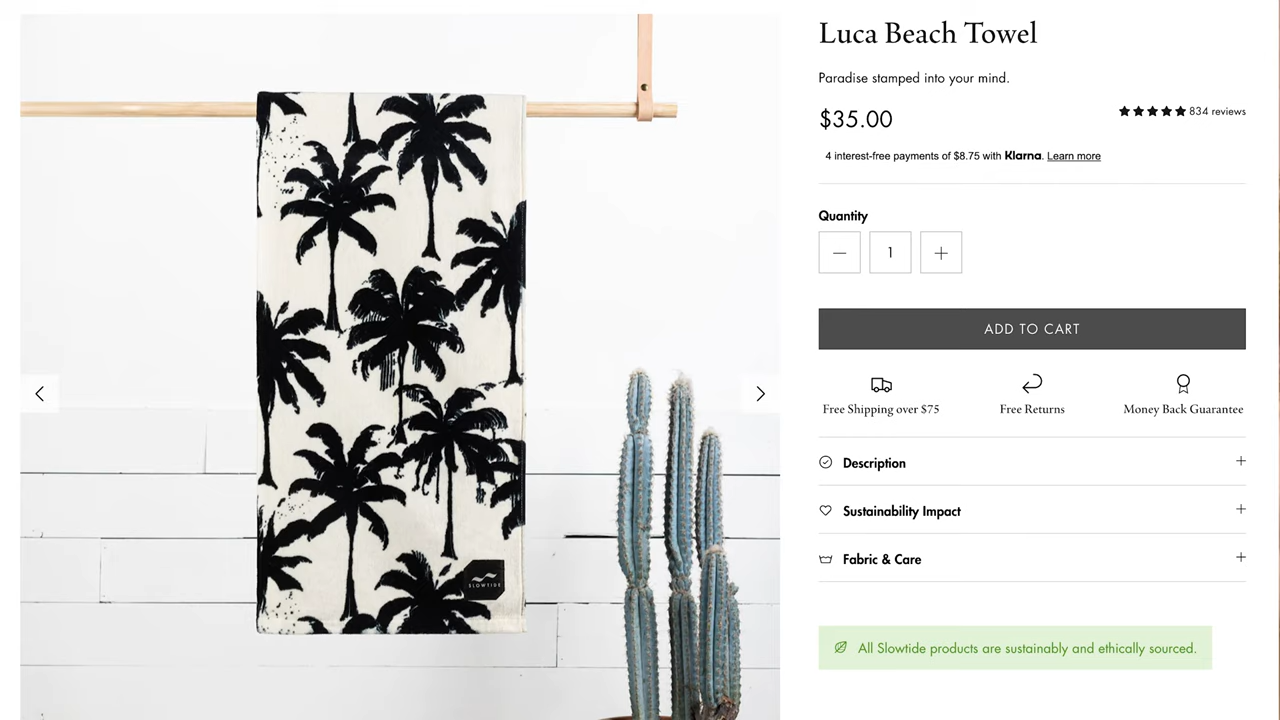 Luca Beach Towel
Paradise stamped into your mind.
$35.00
834 reviews
4 interest-free payments of $8.75 with Klarna. Learn more
Quantity
1
ADD TO CART
Free Shipping over $75
Free Returns
Money Back Guarantee
Description
Sustainability Impact
Fabric & Care
SLOWTIDE
All Slowtide products are sustainably and ethically sourced.